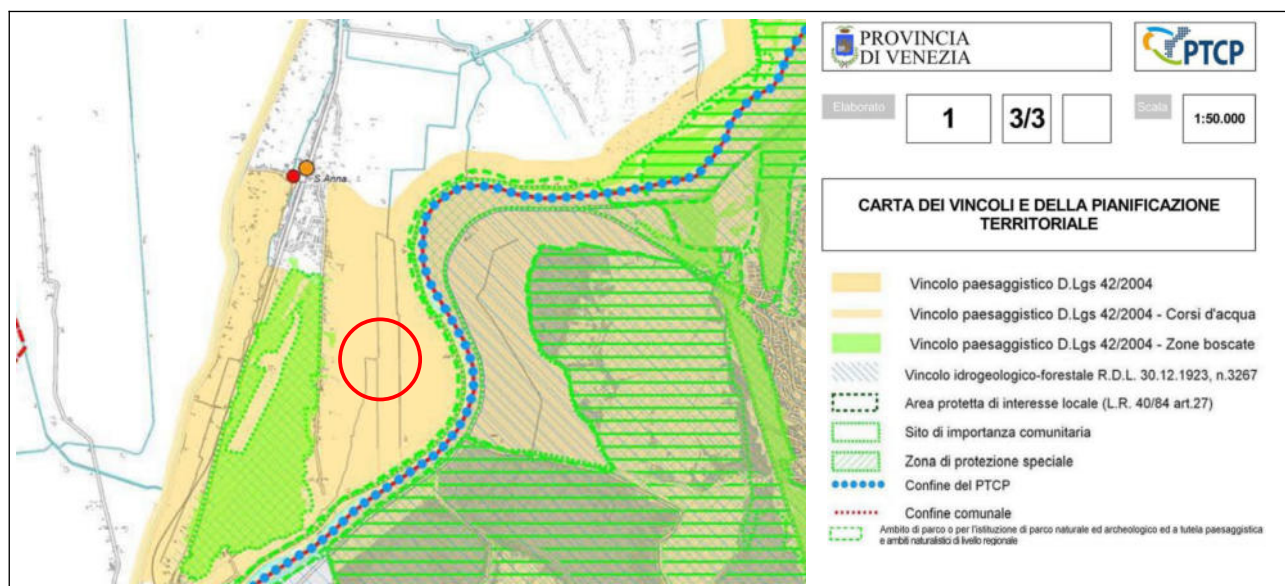 S. Anna
PROVINCIA
DI VENEZIA
PTCP
Elaborato
1
3/3
Scala
1:50.000
CARTA DEI VINCOLI E DELLA PIANIFICAZIONE
TERRITORIALE
Vincolo paesaggistico D.Lgs 42/2004
Vincolo paesaggistico D.Lgs 42/2004 - Corsi d'acqua
Vincolo paesaggistico D.Lgs 42/2004 - Zone boscate
Vincolo idrogeologico-forestale R.D.L. 30.12.1923, n.3267
Area protetta di interesse locale (L.R. 40/84 art.27)
Sito di importanza comunitaria
Zona di protezione speciale
Confine del PTCP
Confine comunale
Ambito di parco o per l'istituzione di parco naturale ed archeologico ed a tutela paesaggistica
e ambiti naturalistici di livello regionale